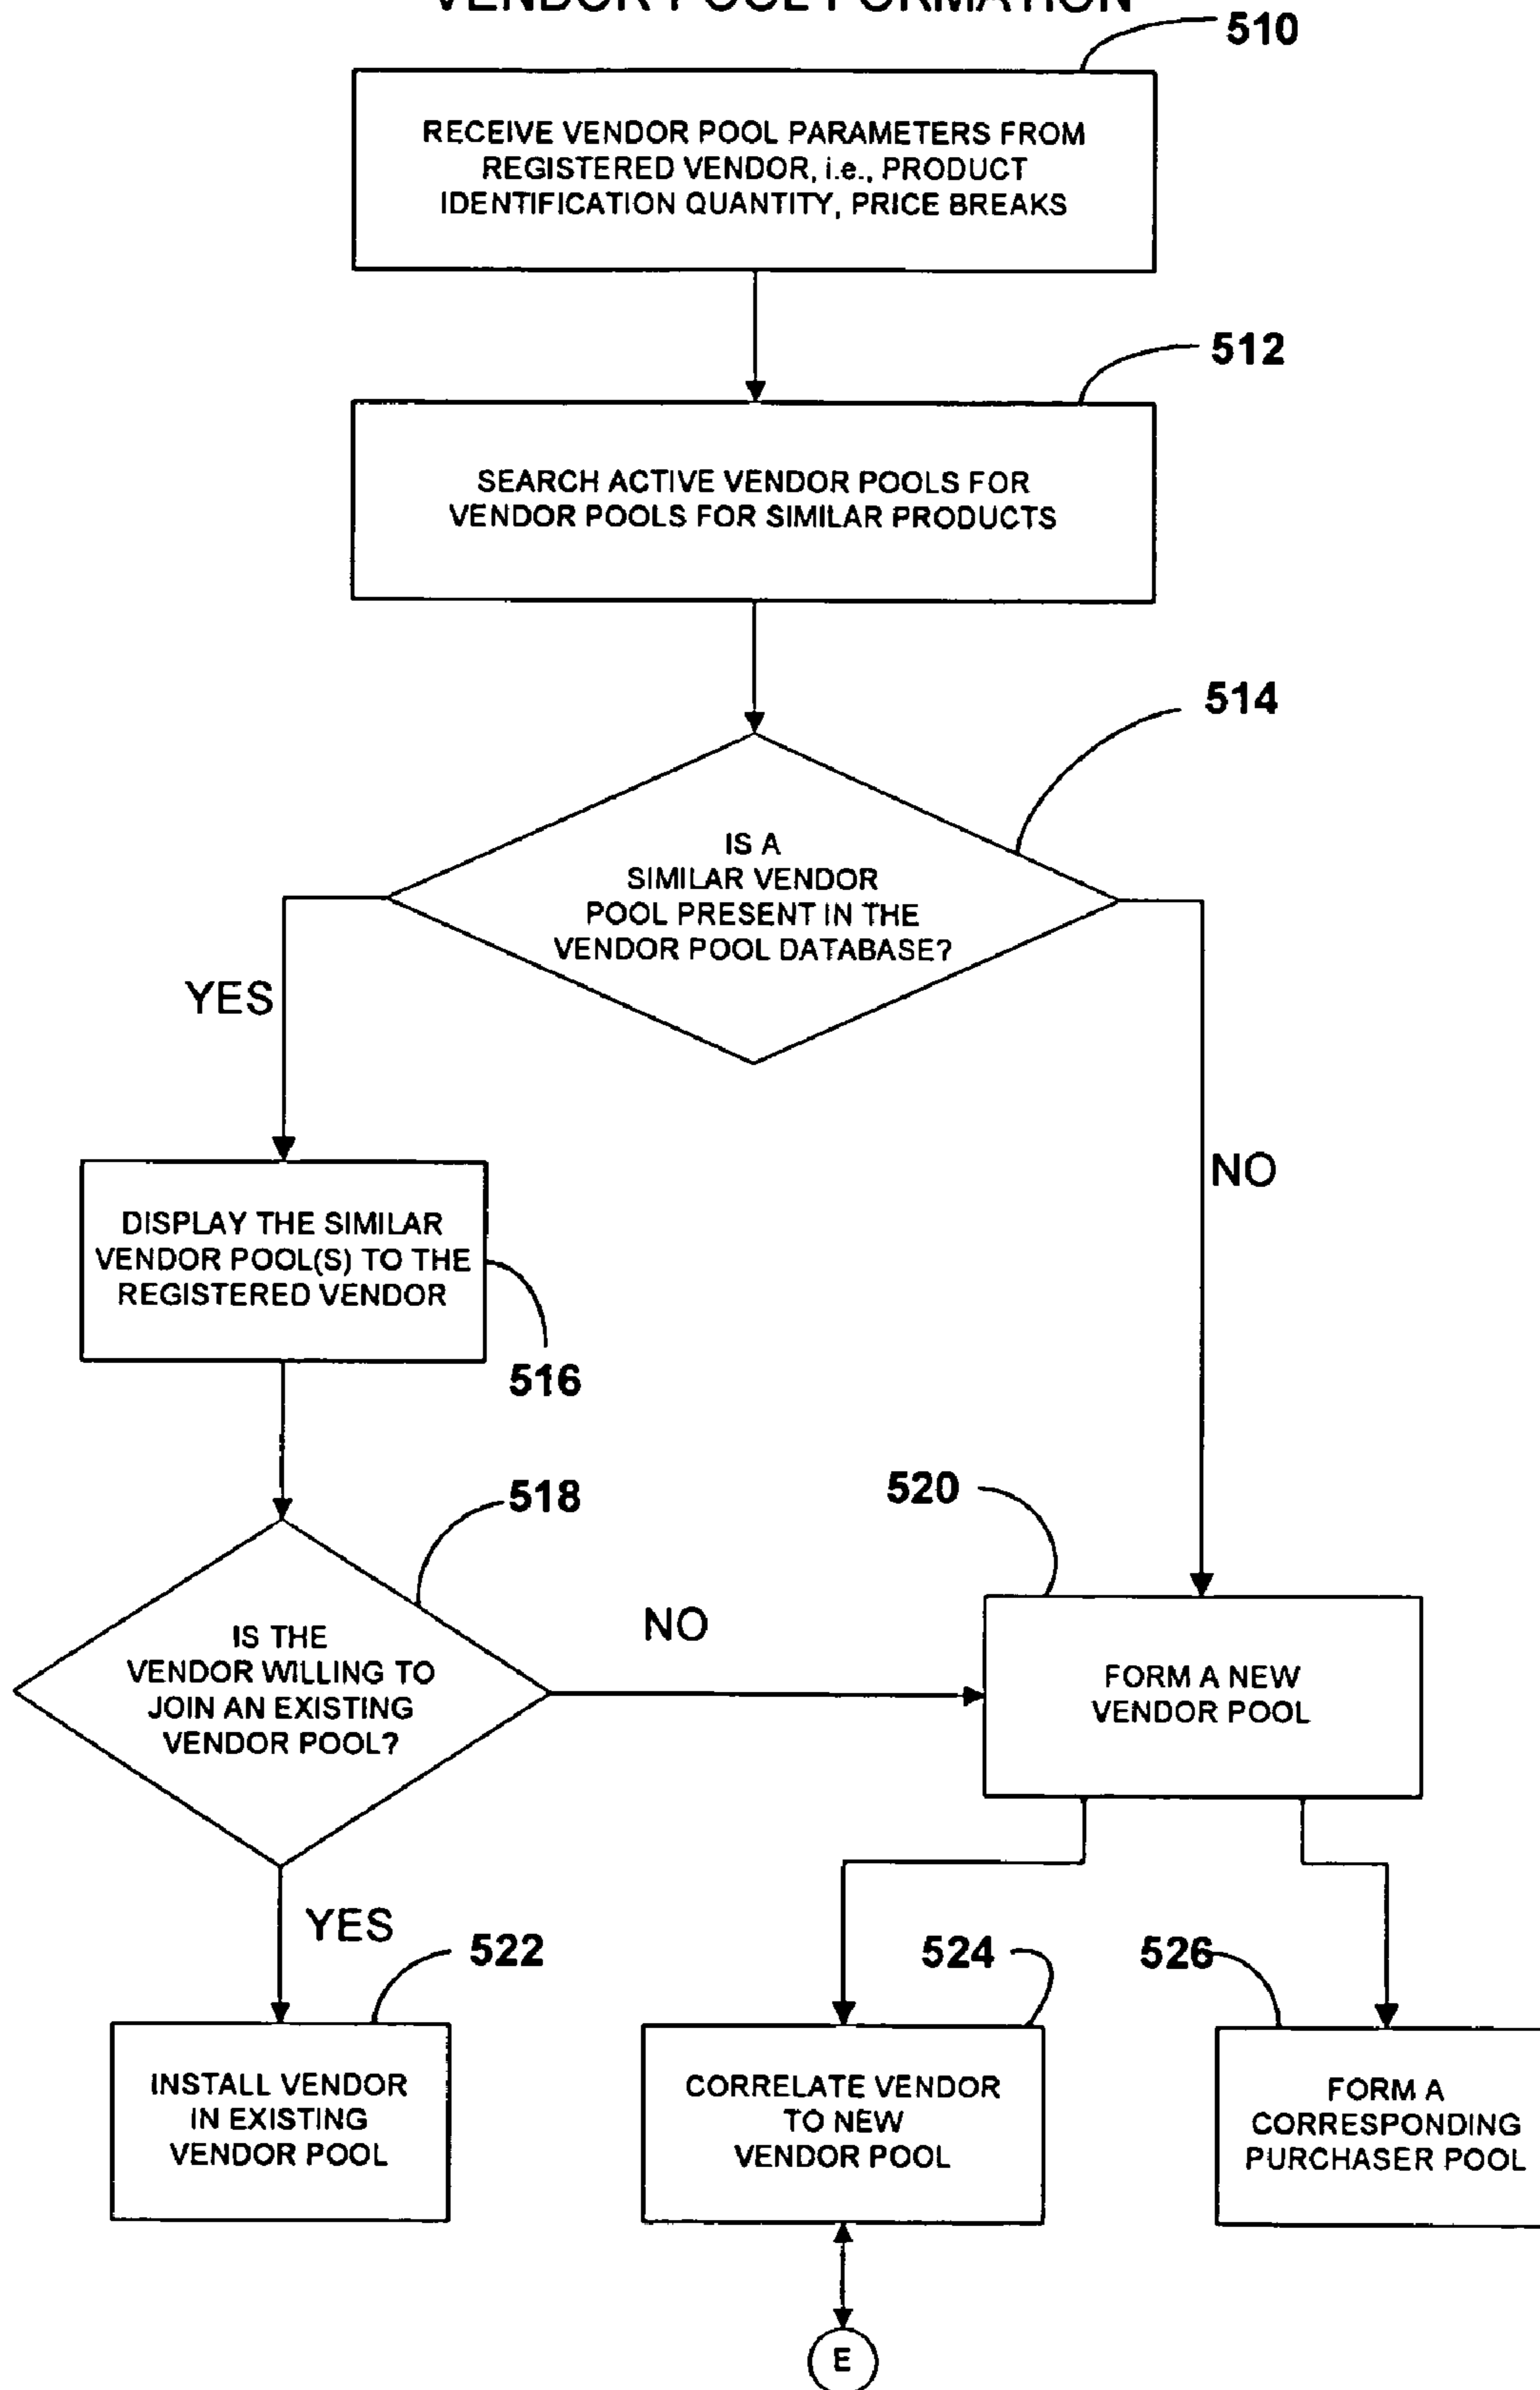 VENDOR POOL FORMATION
510
RECEIVE VENDOR POOL PARAMETERS FROM
REGISTERED VENDOR, i.e., PRODUCT
IDENTIFICATION QUANTITY, PRICE BREAKS
512
SEARCH ACTIVE VENDOR POOLS FOR
VENDOR POOLS FOR SIMILAR PRODUCTS
514
IS A
SIMILAR VENDOR
POOL PRESENT IN THE
VENDOR POOL DATABASE?
YES
NO
DISPLAY THE SIMILAR
VENDOR POOL(S) TO THE
REGISTERED VENDOR
516
518
520
IS THE
VENDOR WILLING TO
JOIN AN EXISTING
VENDOR POOL?
NO
FORM A NEW
VENDOR POOL
YES
522
524
526
INSTALL VENDOR
IN EXISTING
VENDOR POOL
CORRELATE VENDOR
TO NEW
VENDOR POOL
FORM A
CORRESPONDING
PURCHASER POOL
E